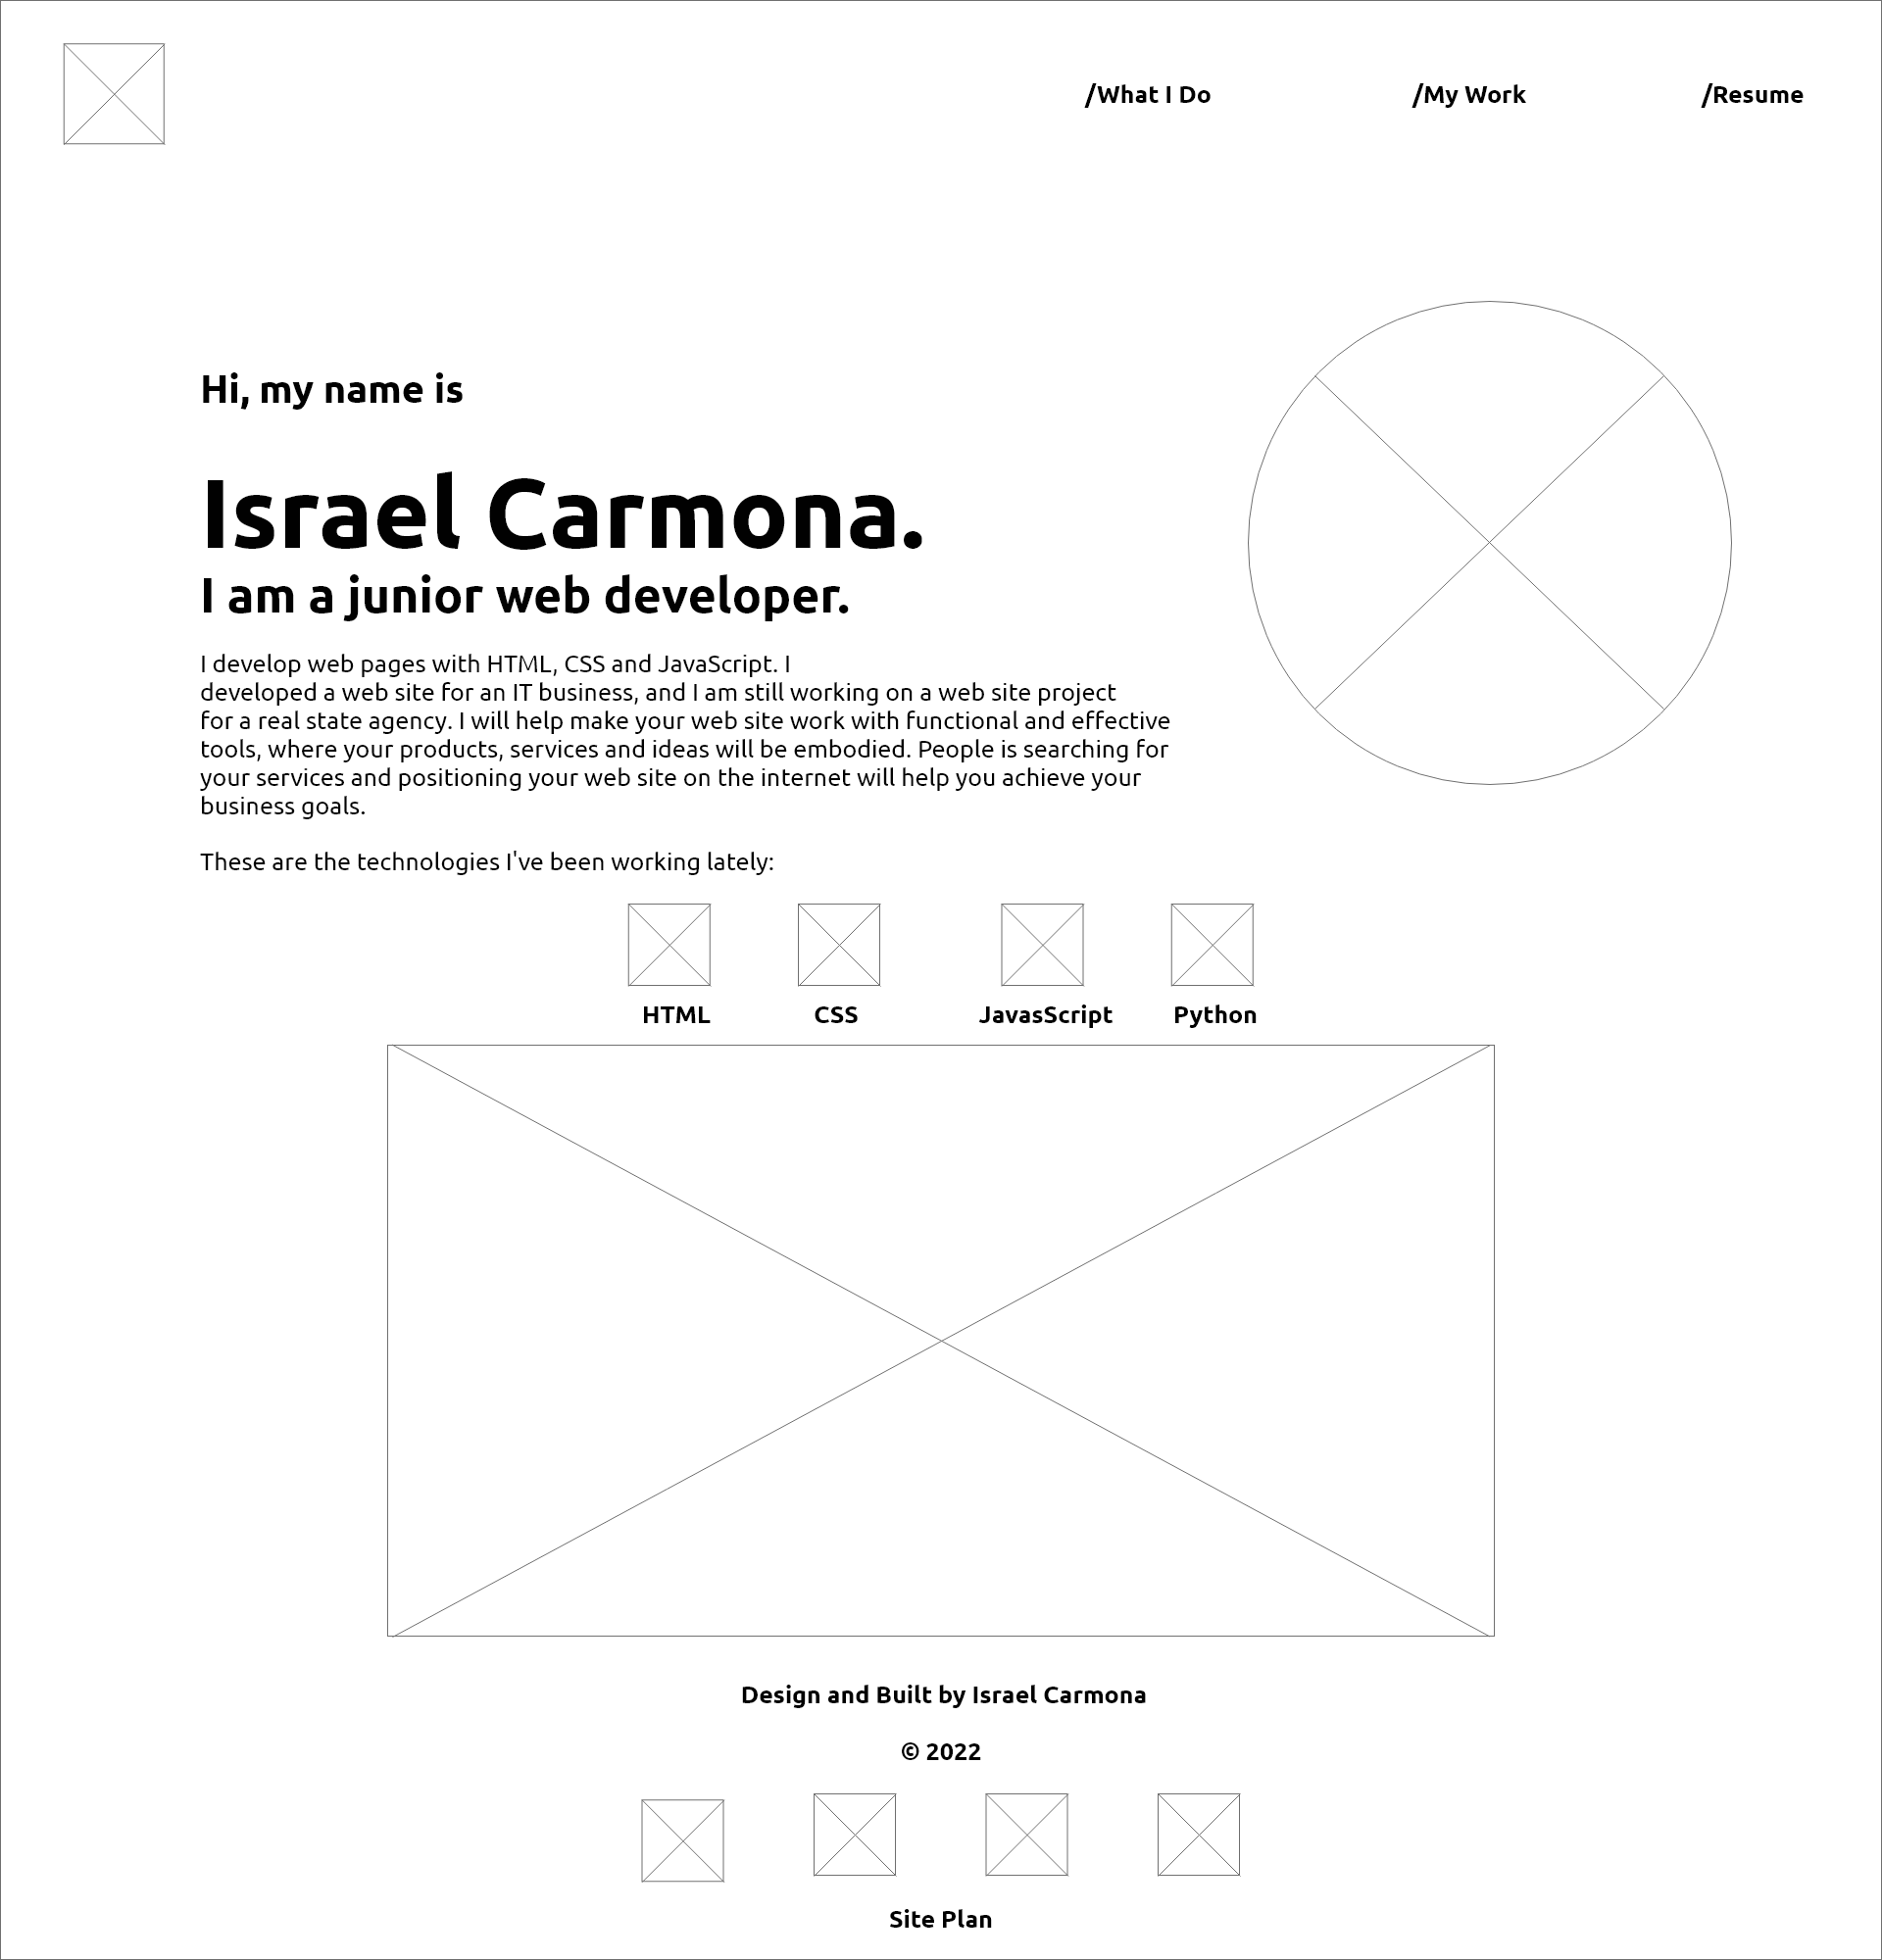 /What I Do /My Work /Resume
Hi, my name is
Israel Carmona.
I am a junior web developer.
I develop web pages with HTML, CSS and JavaScript. I
developed a web site for an IT business, and I am still working on a web site project
for a real state agency. I will help make your web site work with functional and effective
tools, where your products, services and ideas will be embodied. People is searching for
your services and positioning your web site on the internet will help you achieve your
business goals.
These are the technologies I've been working lately:
HTML CSS JavasScript Python
Design and Built by Israel Carmona
© 2022
Site Plan